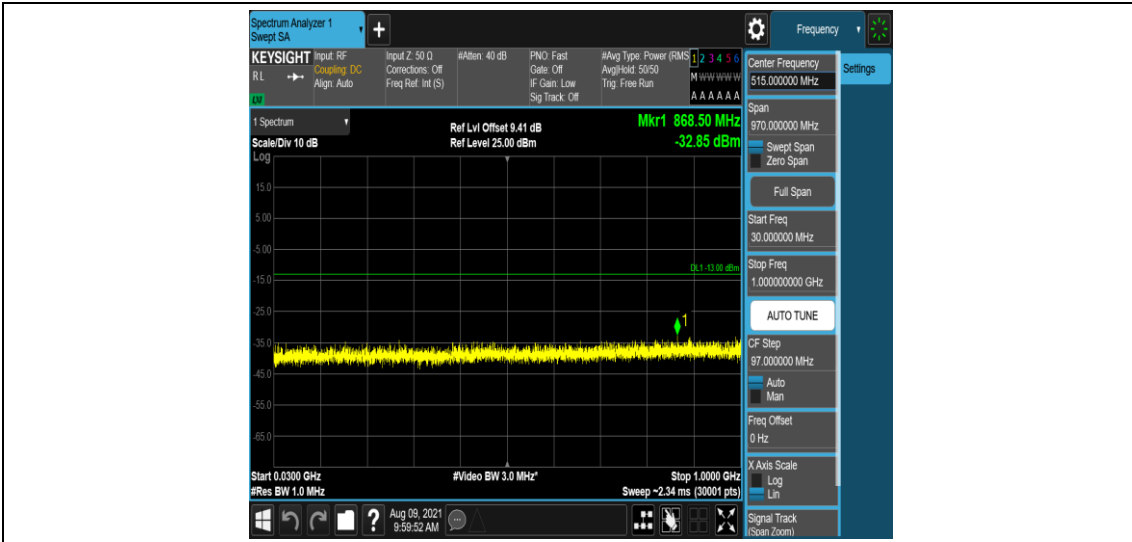 Spectrum Analyzer 1
Swept SA
+
Frequency
KEYSIGHT
RL
Input: RF
Coupling: DC
Align: Auto
Input Z: 50 Ω
Corrections: Off
Freq Ref: Int (S)
#Atten: 40 dB
PNO: Fast
Gate: Off
IF Gain: Low
Sig Track: Off
#Avg Type: Power (RMS
Avg|Hold: 50/50
Trig: Free Run
1 2 3 4 5 6
M W W W W W
A A A A A A
1 Spectrum
Scale/Div 10 dB
Log
Ref Lvl Offset 9.41 dB
Ref Level 25.00 dBm
Mkr1 868.50 MHz
-32.85 dBm
15.0
5.00
-5.00
DL1 -13.00 dBm
-15.0
-25.0
1
-35.0
-45.0
-55.0
-65.0
Start 0.0300 GHz
#Res BW 1.0 MHz
#Video BW 3.0 MHz*
Stop 1.0000 GHz
Sweep ~2.34 ms (30001 pts)
Center Frequency
515.000000 MHz
Settings
Span
970.000000 MHz
Swept Span
Zero Span
Full Span
Start Freq
30.000000 MHz
Stop Freq
1.000000000 GHz
AUTO TUNE
CF Step
97.000000 MHz
Auto
Man
Freq Offset
0 Hz
X Axis Scale
Log
Lin
Signal Track
(Span Zoom)
?
Aug 09, 2021
9:59:52 AM